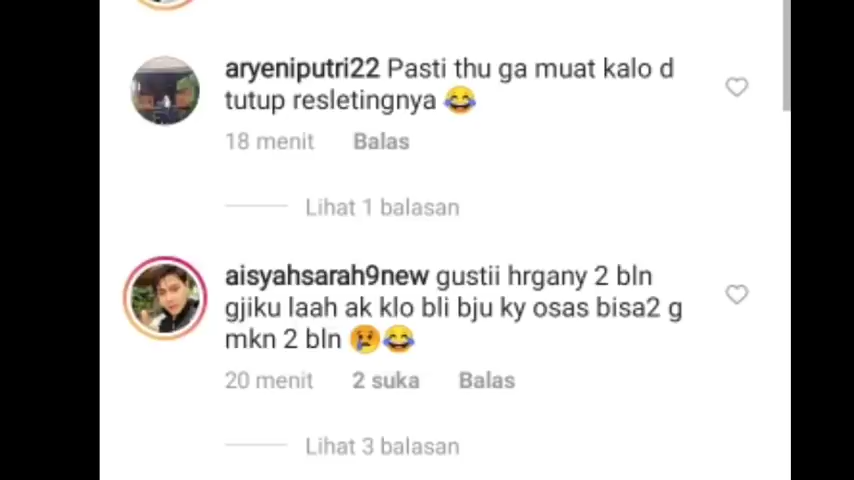 aryeniputri22 Pasti thu ga muat kalo d
tutup resletingnya 😂
18 menit Balas
Lihat 1 balasan
aisyahsarah9new gustii hrgany 2 bln
gjiku laah ak klo bli bju ky osas bisa2 g
mkn 2 bln 😢😂
20 menit 2 suka Balas
Lihat 3 balasan